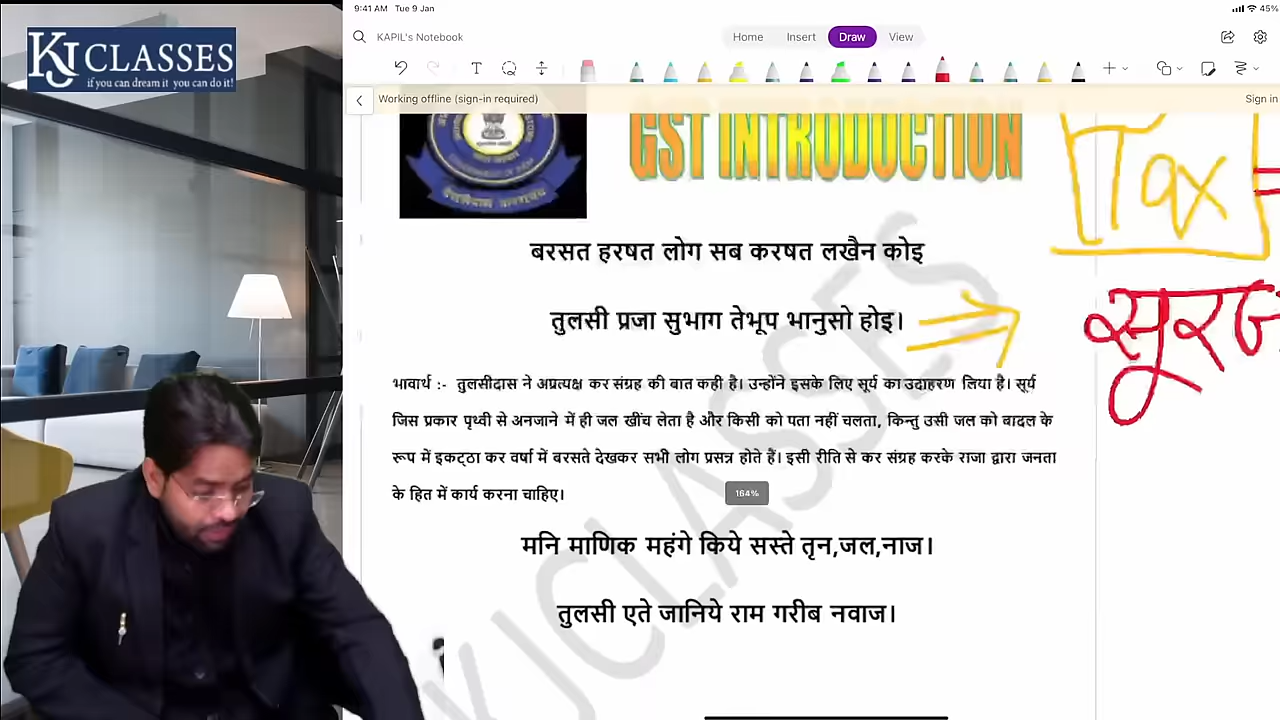 9:41 AM Tue 9 Jan
45%
KJ CLASSES
if you can dream it you can do it!
KAPIL's Notebook
Home Insert Draw View
Working offline (sign-in required)
Sign in
GST INTRODUCTION
Tax
बरसत हरषत लोग सब करषत लखैन कोइ
तुलसी प्रजा सुभाग तेभूप भानुसो होइ।
सूरज
भावार्थ :- तुलसीदास ने अप्रत्यक्ष कर संग्रह की बात कही है। उन्होंने इसके लिए सूर्य का उदाहरण लिया है। सूर्य
जिस प्रकार पृथ्वी से अनजाने में ही जल खींच लेता है और किसी को पता नहीं चलता, किन्तु उसी जल को बादल के
रूप में इकट्ठा कर वर्षा में बरसते देखकर सभी लोग प्रसन्न होते हैं। इसी रीति से कर संग्रह करके राजा द्वारा जनता
के हित में कार्य करना चाहिए।
164%
मनि माणिक महंगे किये सस्ते तृन,जल,नाज।
तुलसी एते जानिये राम गरीब नवाज।
KJ CLASSES